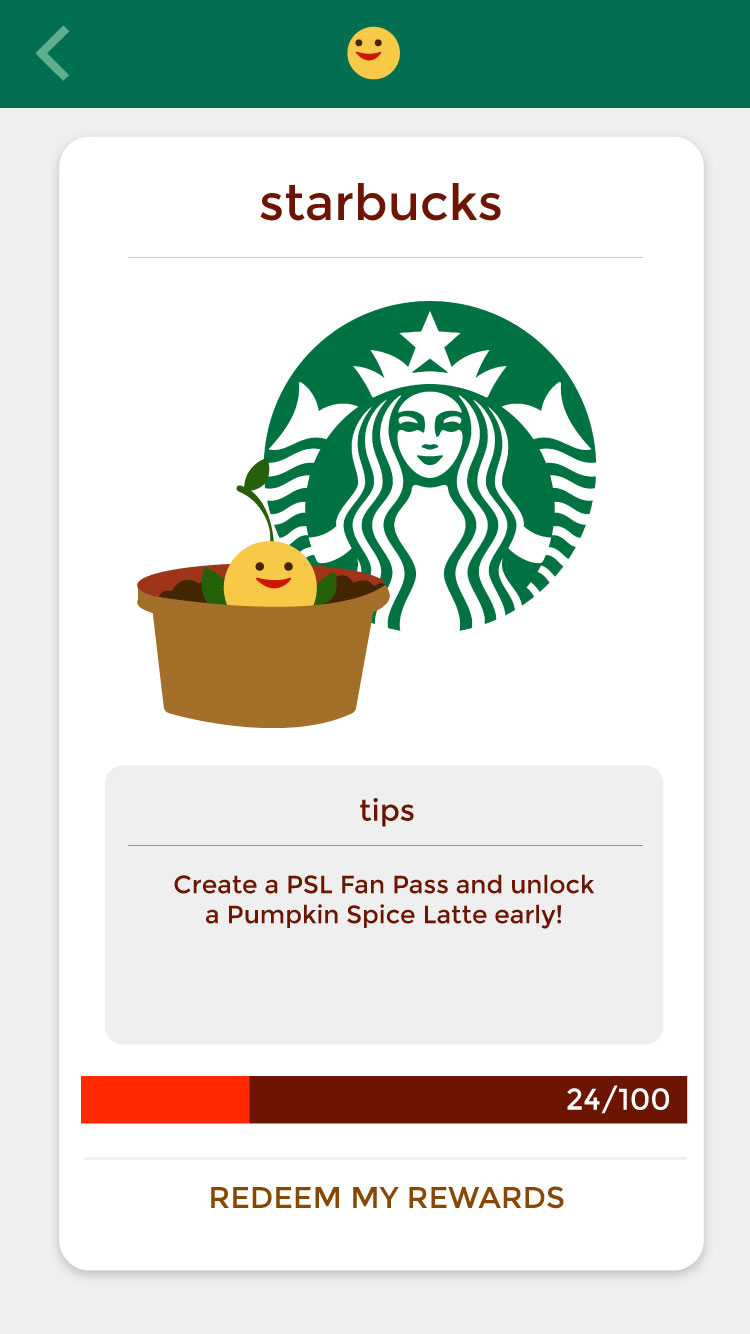 starbucks
tips
Create a PSL Fan Pass and unlock
a Pumpkin Spice Latte early!
24/100
REDEEM MY REWARDS